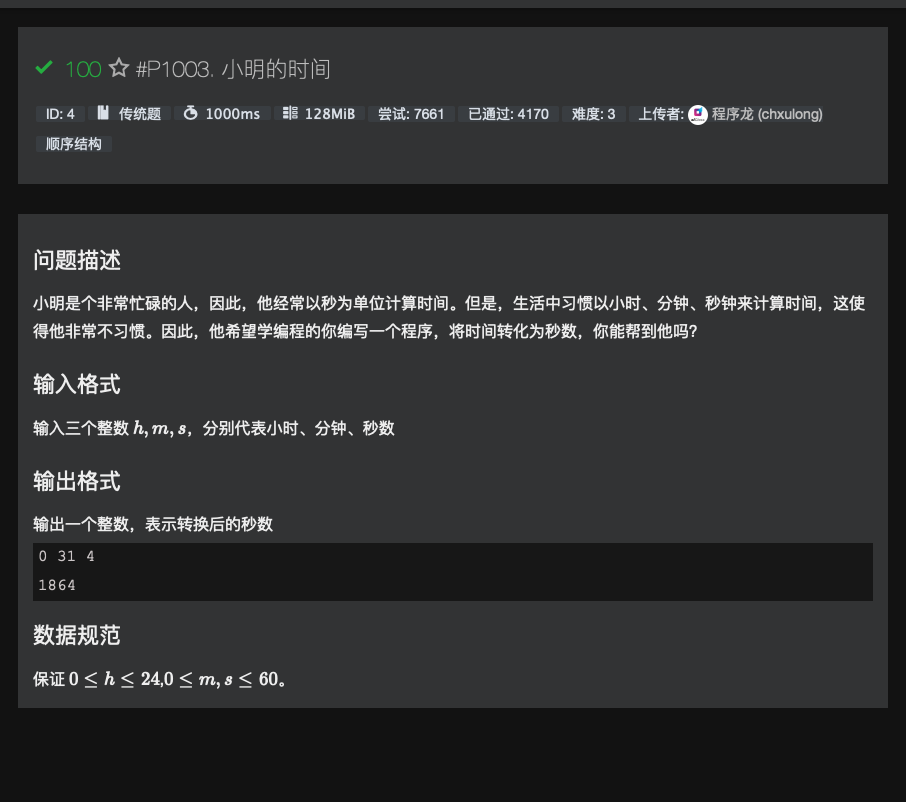 100 #P1003. 小明的时间
ID: 4 传统题 1000ms 128MiB 尝试: 7661 已通过: 4170 难度: 3 上传者: 程序龙 (chxulong)
顺序结构
问题描述
小明是个非常忙碌的人，因此，他经常以秒为单位计算时间。但是，生活中习惯以小时、分钟、秒钟来计算时间，这使
得他非常不习惯。因此，他希望学编程的你编写一个程序，将时间转化为秒数，你能帮到他吗？
输入格式
输入三个整数 h, m, s，分别代表小时、分钟、秒数
输出格式
输出一个整数，表示转换后的秒数
0 31 4
1864
数据规范
保证 0 ≤ h ≤ 24,0 ≤ m, s ≤ 60。